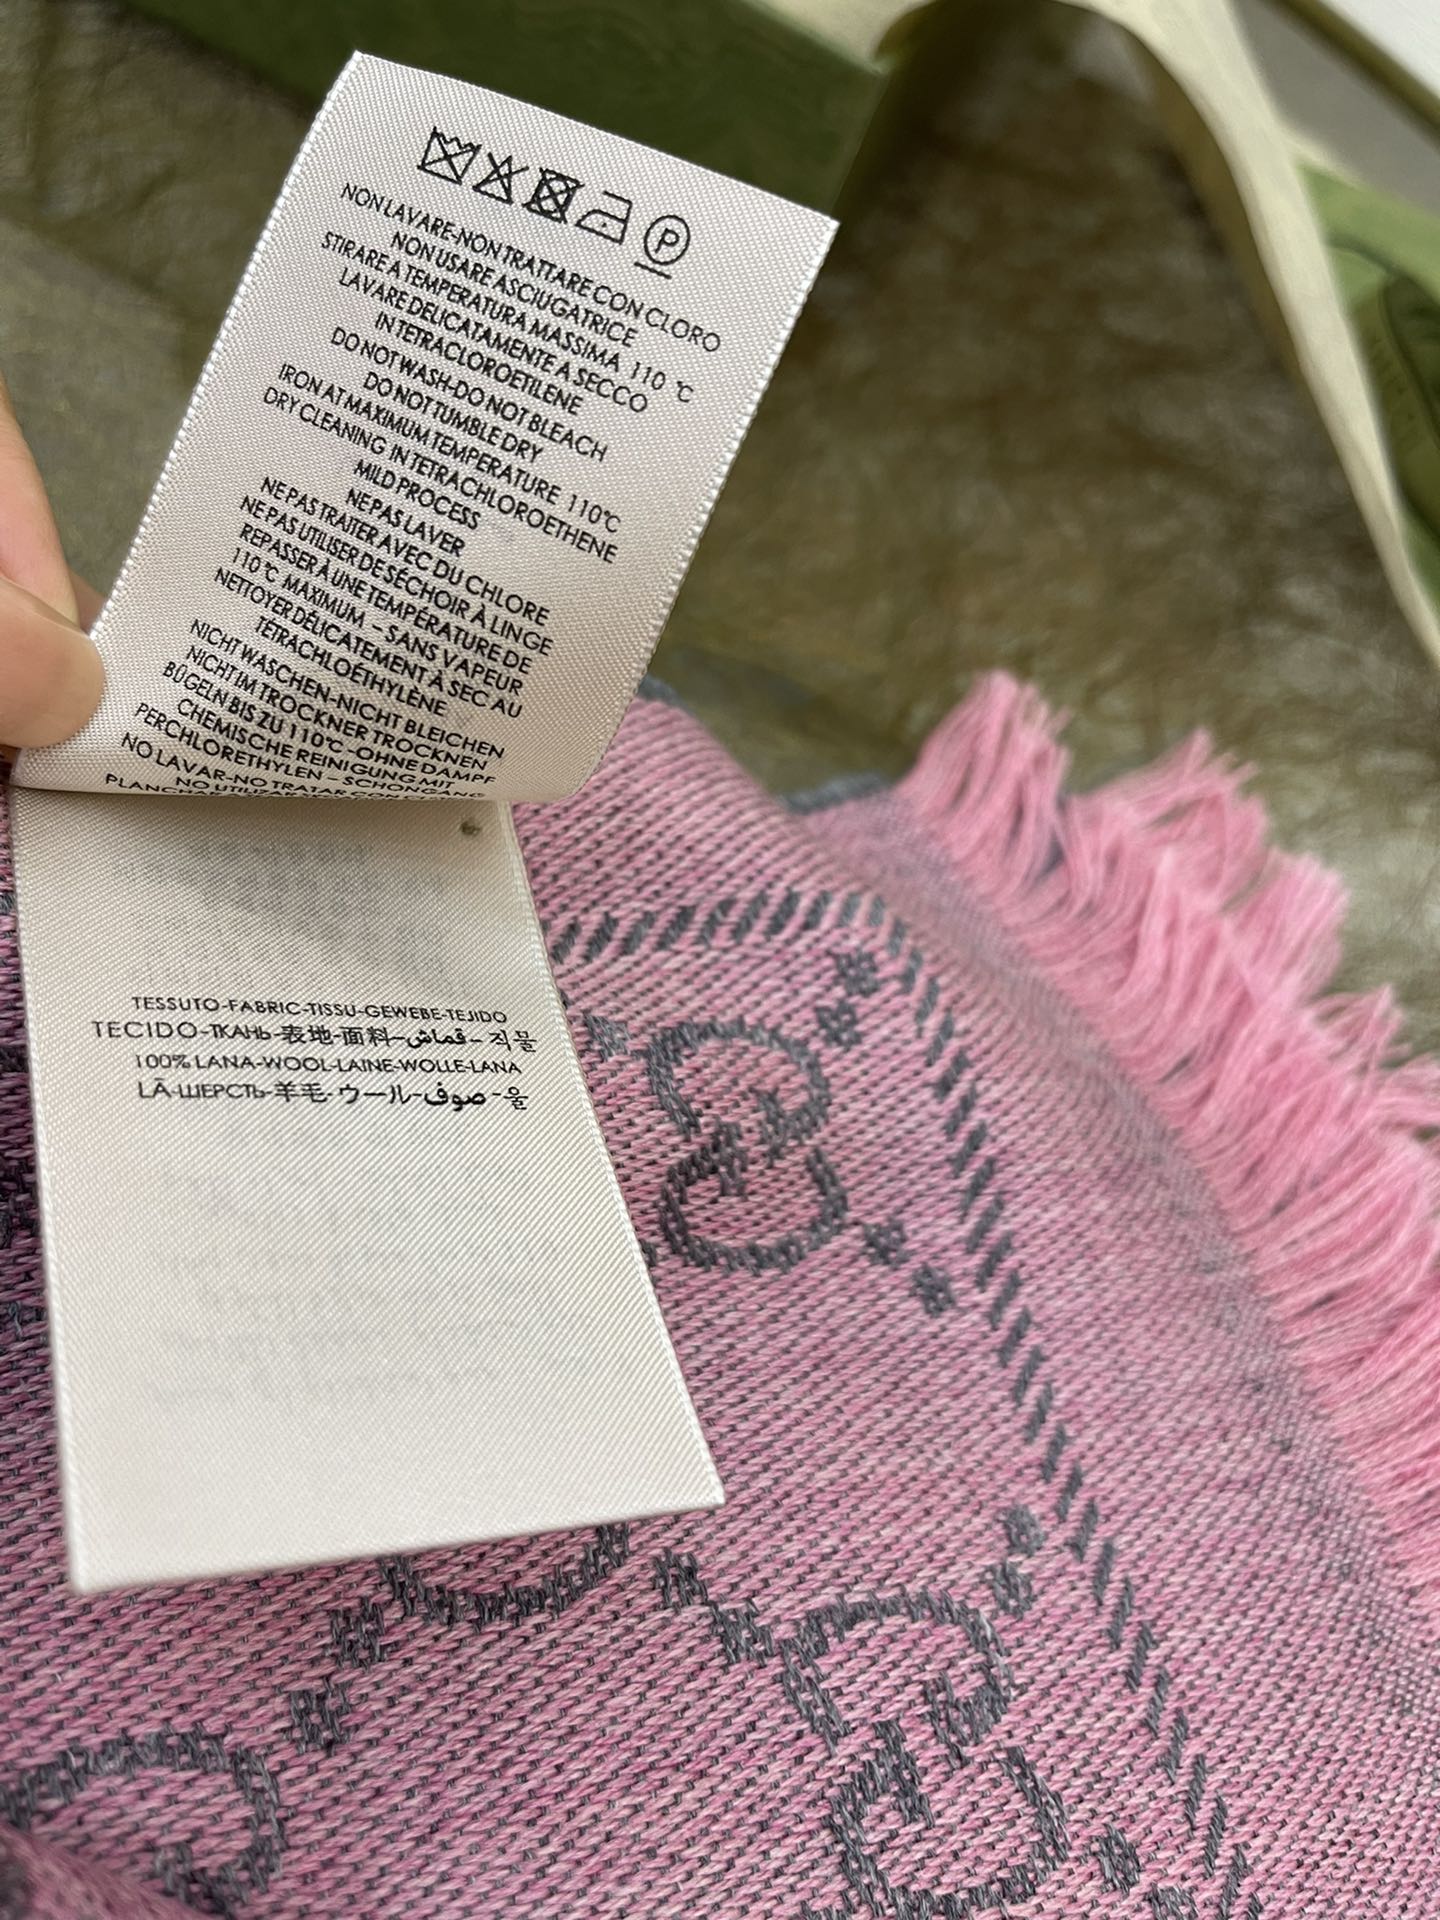 P
NON LAVARE-NON TRATTARE CON CLORO
NON USARE ASCIUGATRICE
STIRARE A TEMPERATURA MASSIMA 110 °C
LAVARE DELICATAMENTE A SECCO
IN TETRACLOROETILENE
DO NOT WASH-DO NOT BLEACH
DO NOT TUMBLE DRY
IRON AT MAXIMUM TEMPERATURE 110°C
DRY CLEANING IN TETRACHLOROETHENE
MILD PROCESS
NE PAS LAVER
NE PAS TRAITER AVEC DU CHLORE
NE PAS UTILISER DE SÉCHOIR À LINGE
REPASSER À UNE TEMPÉRATURE DE
110 °C MAXIMUM - SANS VAPEUR
NETTOYER DÉLICATEMENT À SEC AU
TÉTRACHLOÉTHYLÈNE
NICHT WASCHEN-NICHT BLEICHEN
NICHT IM TROCKNER TROCKNEN
BÜGELN BIS ZU 110°C-OHNE DAMPF
CHEMISCHE REINIGUNG MIT
PERCHLORETHYLEN - SCHONGANG
NO LAVAR-NO TRATAR CON
NO UTILIZAR
TESSUTO-FABRIC-TISSU-GEWEBE-TEJIDO
TECIDO-ТКАНЬ-表地-面料-قماش-직물
100% LANA-WOOL-LAINE-WOLLE-LANA
LÃ-ШЕРСТЬ-羊毛-ウール-صوف-울